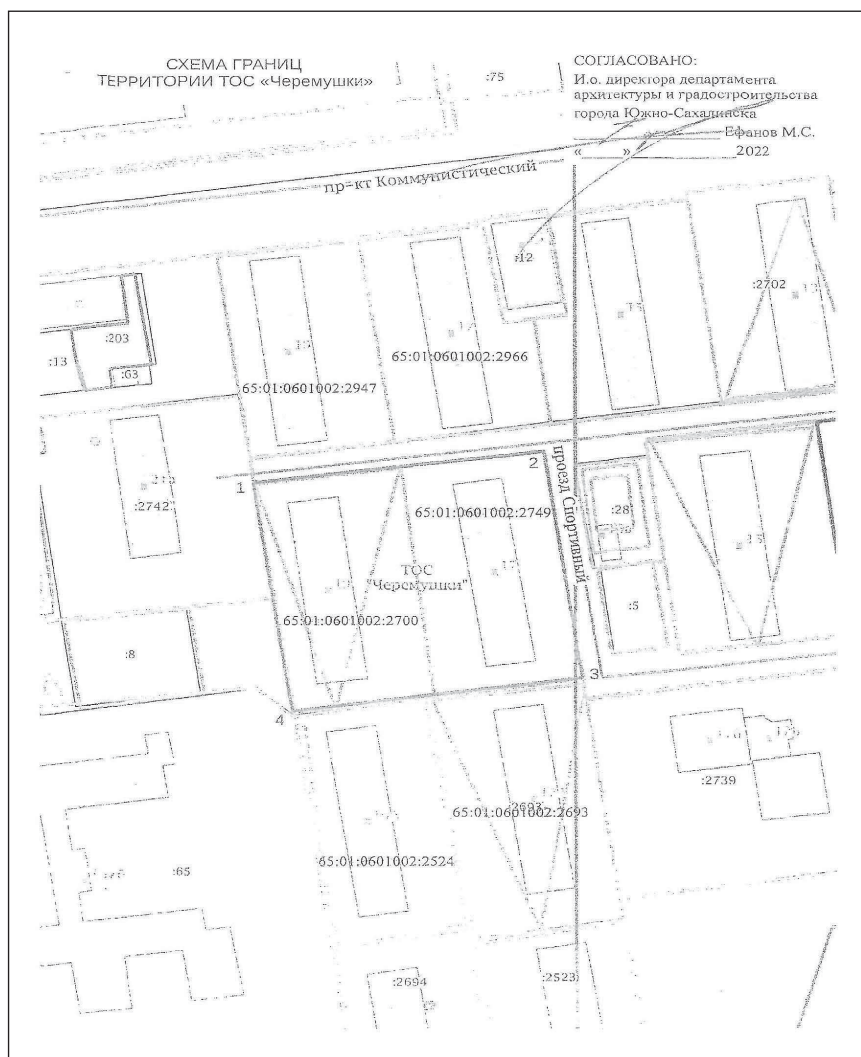 СХЕМА ГРАНИЦ
ТЕРРИТОРИИ ТОС «Черемушки»
СОГЛАСОВАНО:
И.о. директора департамента
архитектуры и градостроительства
города Южно-Сахалинска
Ефанов М.С.
«____»____________2022
:75
пр-кт Коммунистический
:12
:2702
:203
:13
:63
65:01:0601002:2966
65:01:0601002:2947
1
2
проезд Спортивный
:2742
65:01:0601002:2749
:28
17
15
ТОС
"Черемушки"
:5
65:01:0601002:2700
:8
3
4
:2739
:2693
65:01:0601002:2693
65:01:0601002:2524
:65
:2694
:2523